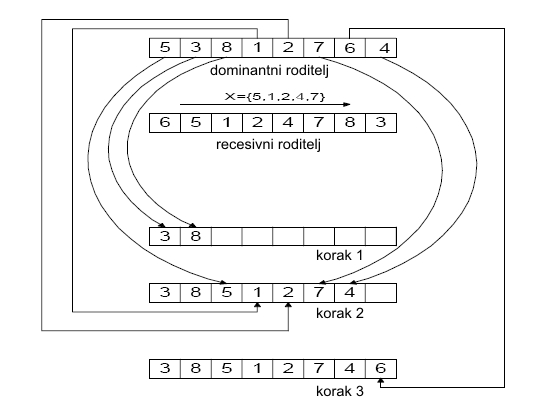 5 3 8 1 2 7 6 4
dominantni roditelj
X={5,1,2,4,7}
6 5 1 2 4 7 8 3
recesivni roditelj
3 8
korak 1
3 8 5 1 2 7 4
korak 2
3 8 5 1 2 7 4 6
korak 3